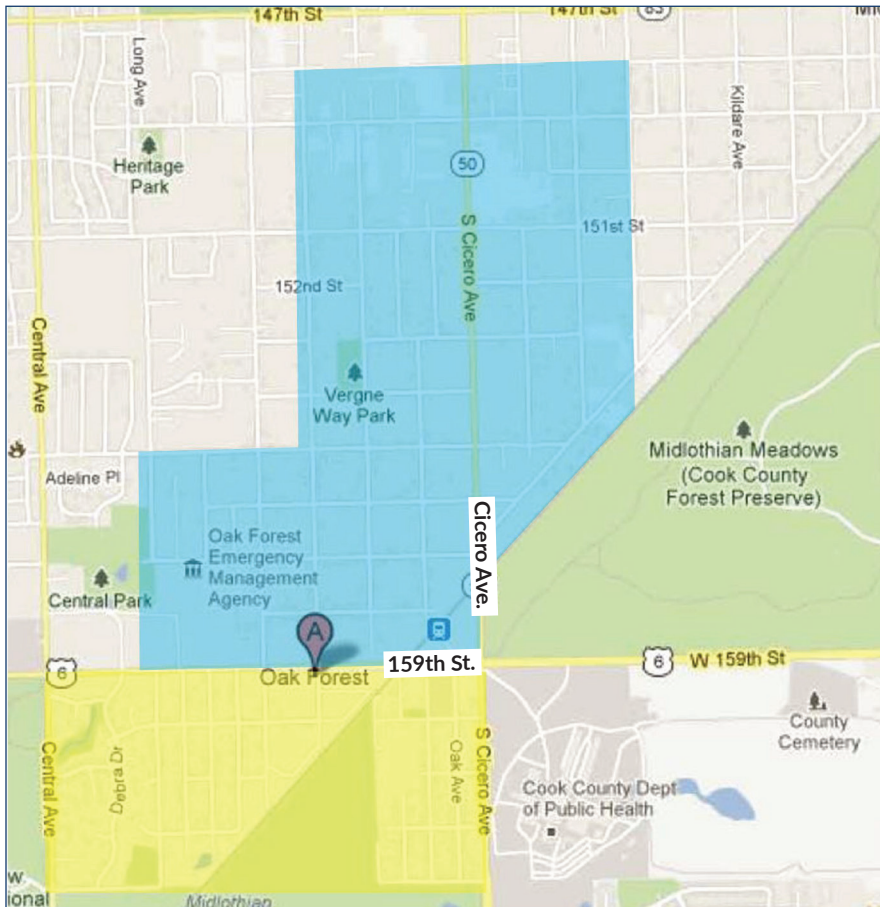 147th St
147th St
83
Long Ave
Kildare Ave
Heritage
Park
50
S Cicero Ave
151st St
152nd St
Central Ave
Vergne
Way Park
Midlothian Meadows
(Cook County
Forest Preserve)
Adeline Pl
Oak Forest
Emergency
Management
Agency
Cicero Ave.
Central Park
A
159th St.
6
Oak Forest
6
W 159th St
County
Cemetery
Central Ave
Debra Dr
Oak Ave
S Cicero Ave
Cook County Dept
of Public Health
Midlothian